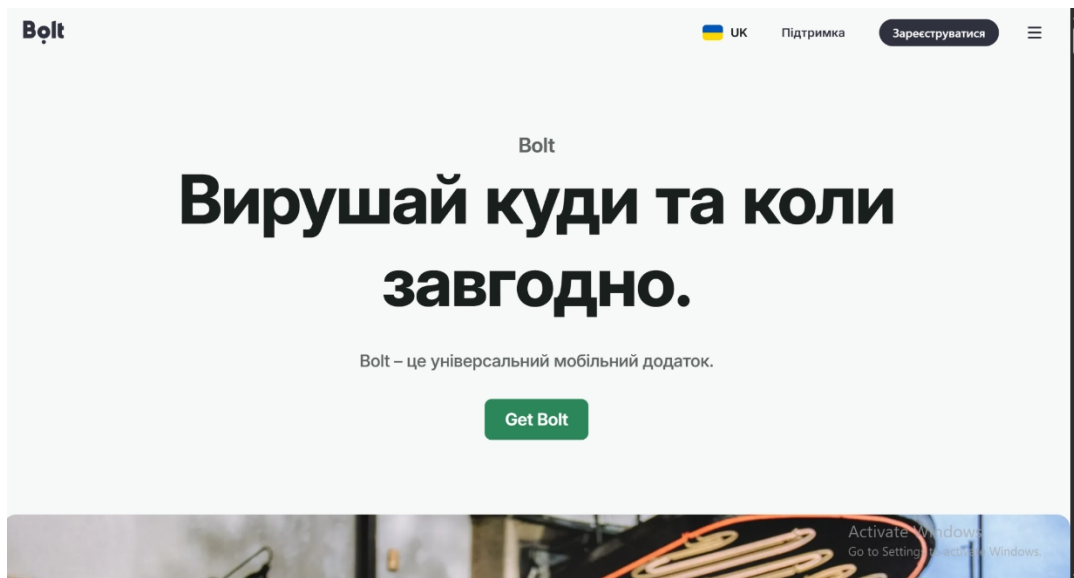 Bolt
UK
Підтримка
Зареєструватися
Bolt
Вирушай куди та коли
завгодно.
Bolt – це універсальний мобільний додаток.
Get Bolt
Activate Windows
Go to Settings to activate Windows.